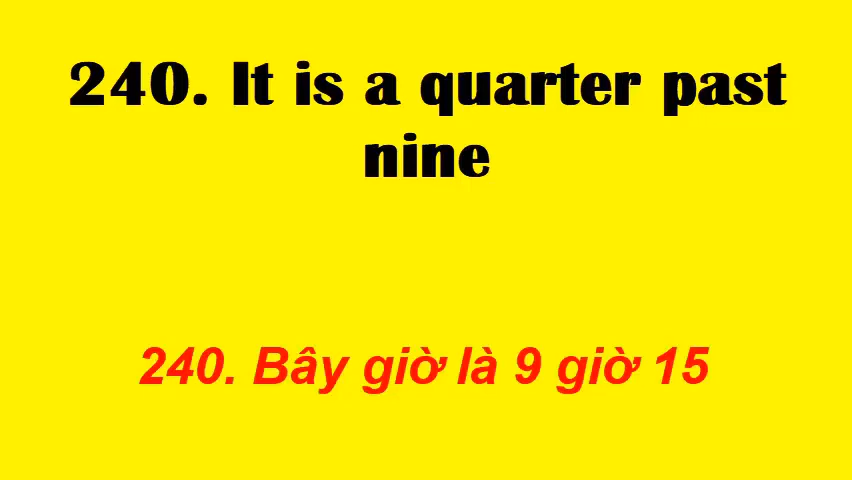 240. It is a quarter past
nine
240. Bây giờ là 9 giờ 15